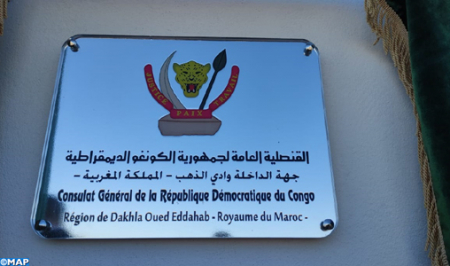 JUSTICE PAIX TRAVAIL
القنصلية العامة لجمهورية الكونغو الديمقراطية
جهة الداخلة وادي الذهب – المملكة المغربية –
Consulat Général de la République Démocratique du Congo
Région de Dakhla Oued Eddahab - Royaume du Maroc -
©MAP